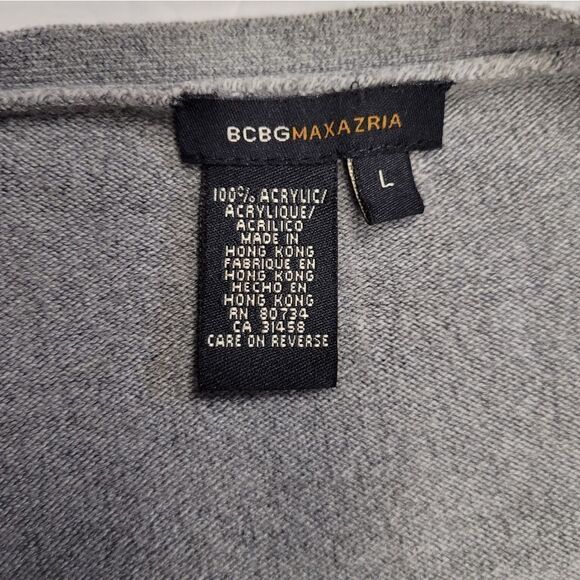 BCBGMAXAZRIA
L
100% ACRYLIC/
ACRYLIQUE/
ACRILICO
MADE IN
HONG KONG
FABRIQUE EN
HONG KONG
HECHO EN
HONG KONG
RN 80734
CA 31458
CARE ON REVERSE